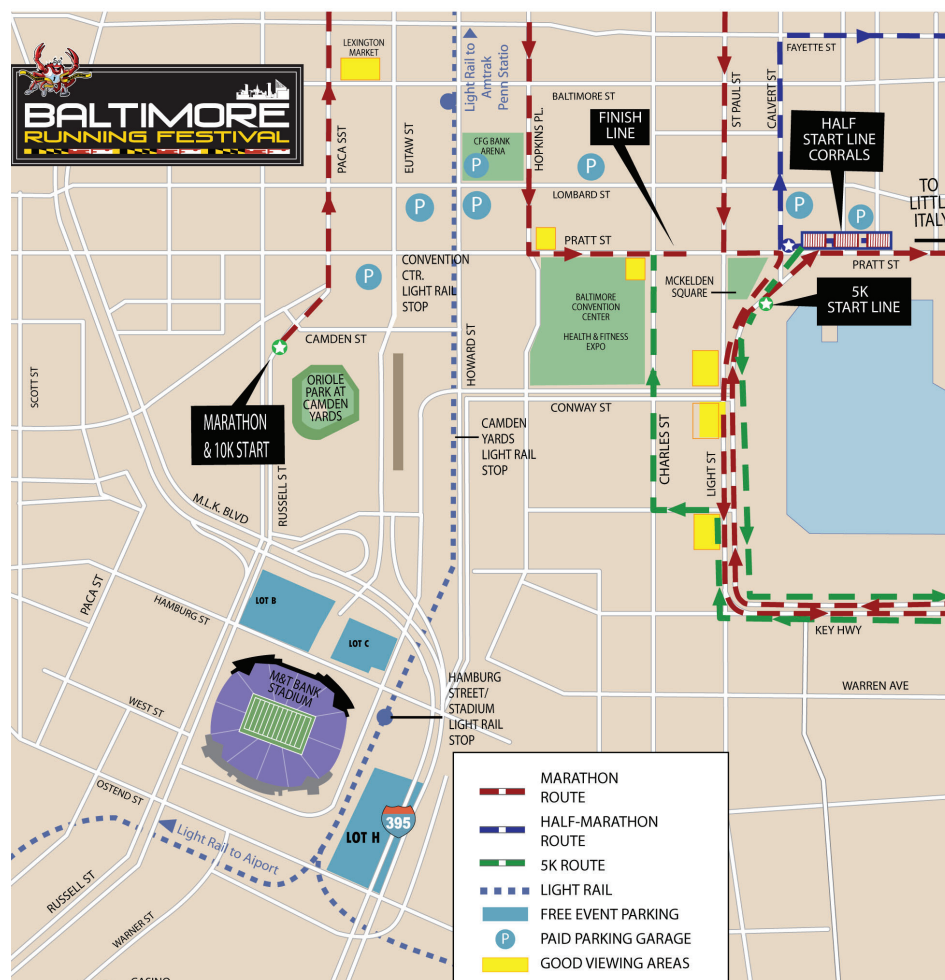 BALTIMORE
RUNNING FESTIVAL
LEXINGTON
MARKET
PACA ST
EUTAW ST
Light Rail to
Amtrak
Penn Statio
HOPKINS PL.
BALTIMORE ST
FINISH
LINE
ST PAUL ST
CALVERT ST
FAYETTE ST
HALF
START LINE
CORRALS
CFG BANK
ARENA
P
P
P
P
P
P
P
LOMBARD ST
TO
LITTL
ITALY
PRATT ST
PRATT ST
CONVENTION
CTR.
LIGHT RAIL
STOP
MCKELDEN
SQUARE
5K
START LINE
BALTIMORE
CONVENTION
CENTER
HEALTH & FITNESS
EXPO
CAMDEN ST
HOWARD ST
SCOTT ST
ORIOLE
PARK AT
CAMDEN
YARDS
MARATHON
& 10K START
CONWAY ST
CAMDEN
YARDS
LIGHT RAIL
STOP
CHARLES ST
LIGHT ST
RUSSELL ST
M.L.K. BLVD
PACA ST
HAMBURG ST
LOT B
LOT C
KEY HWY
M&T BANK
STADIUM
HAMBURG
STREET/
STADIUM
LIGHT RAIL
STOP
WARREN AVE
WEST ST
OSTEND ST
Light Rail to Aiport
LOT H
395
RUSSELL ST
WARNER ST
CASINO
MARATHON
ROUTE
HALF-MARATHON
ROUTE
5K ROUTE
LIGHT RAIL
FREE EVENT PARKING
P PAID PARKING GARAGE
GOOD VIEWING AREAS